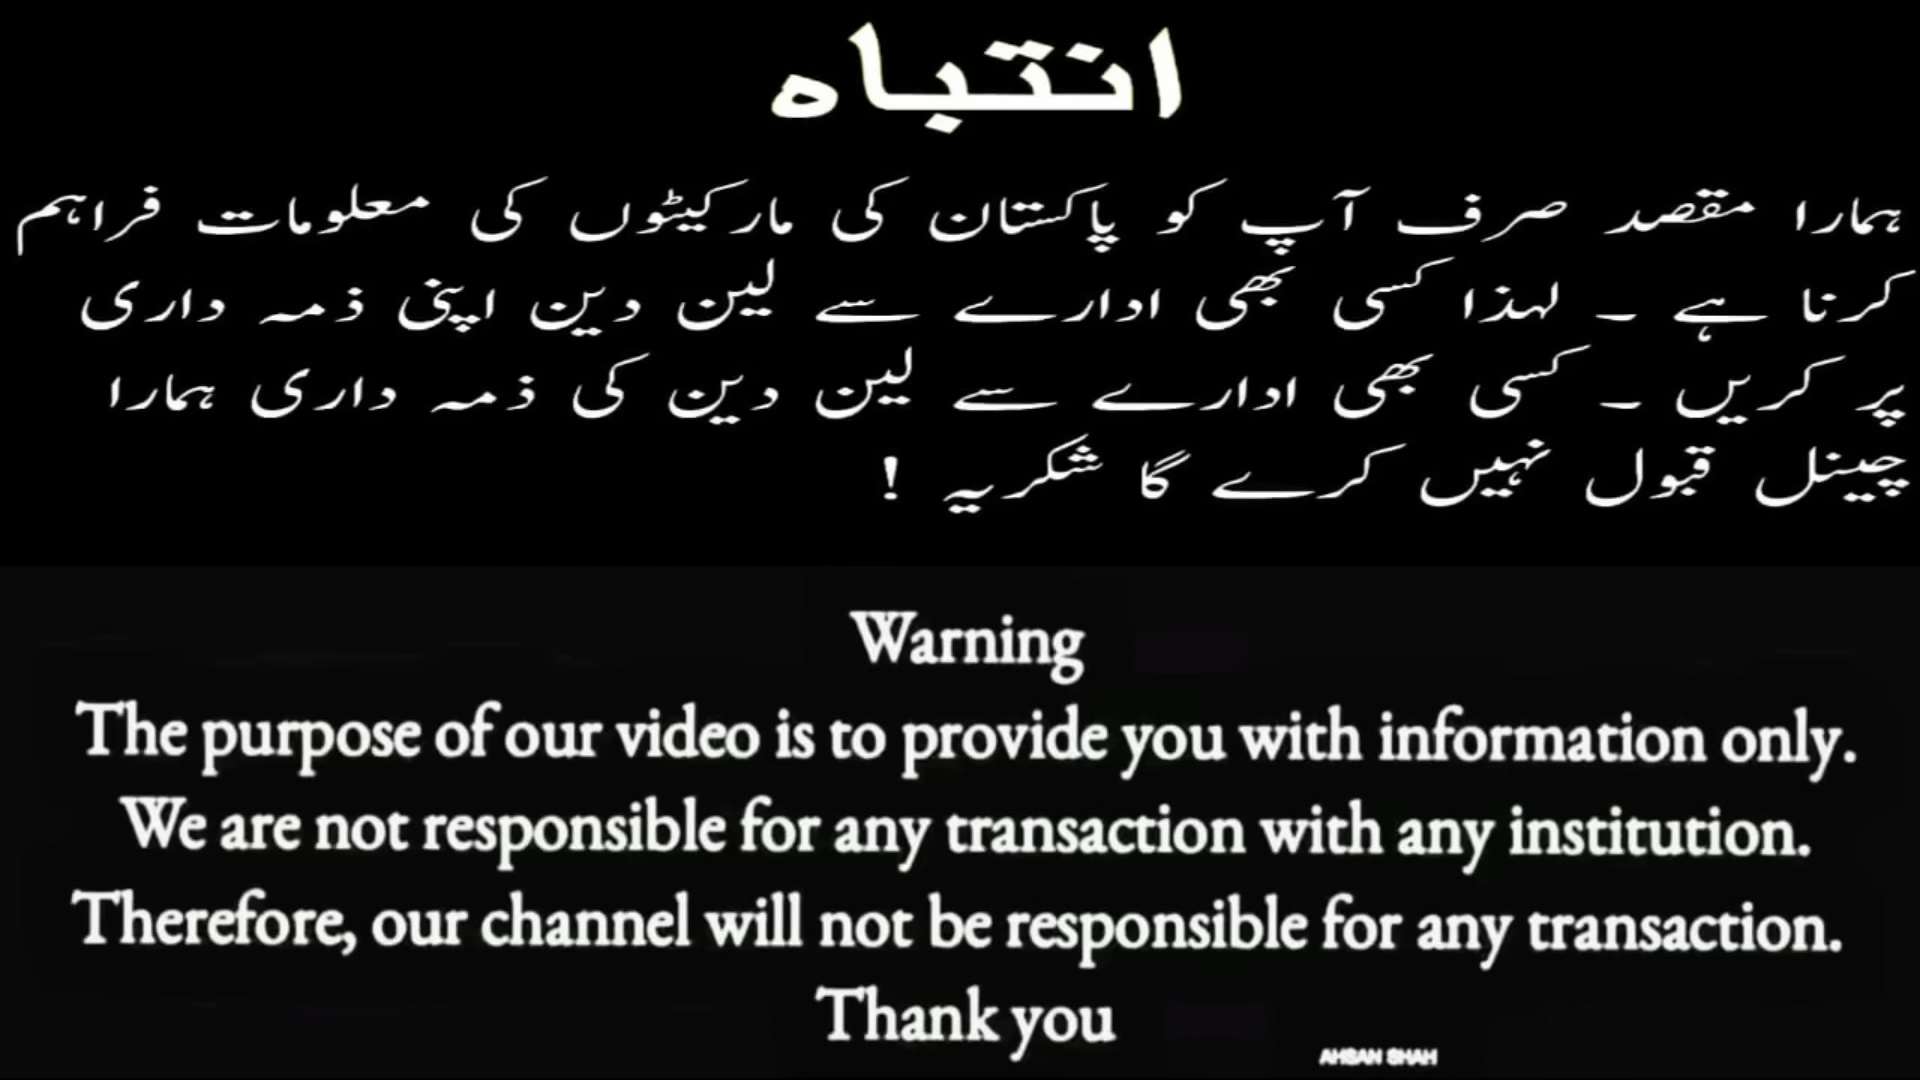 انتباہ
ہمارا مقصد صرف آپ کو پاکستان کی مارکیٹوں کی معلومات فراہم
کرنا ہے ۔ لہذا کسی بھی ادارے سے لین دین اپنی ذمہ داری
پر کریں ۔ کسی بھی ادارے سے لین دین کی ذمہ داری ہمارا
چینل قبول نہیں کرے گا شکریہ !
Warning
The purpose of our video is to provide you with information only.
We are not responsible for any transaction with any institution.
Therefore, our channel will not be responsible for any transaction.
Thank you
AHSAN SHAH